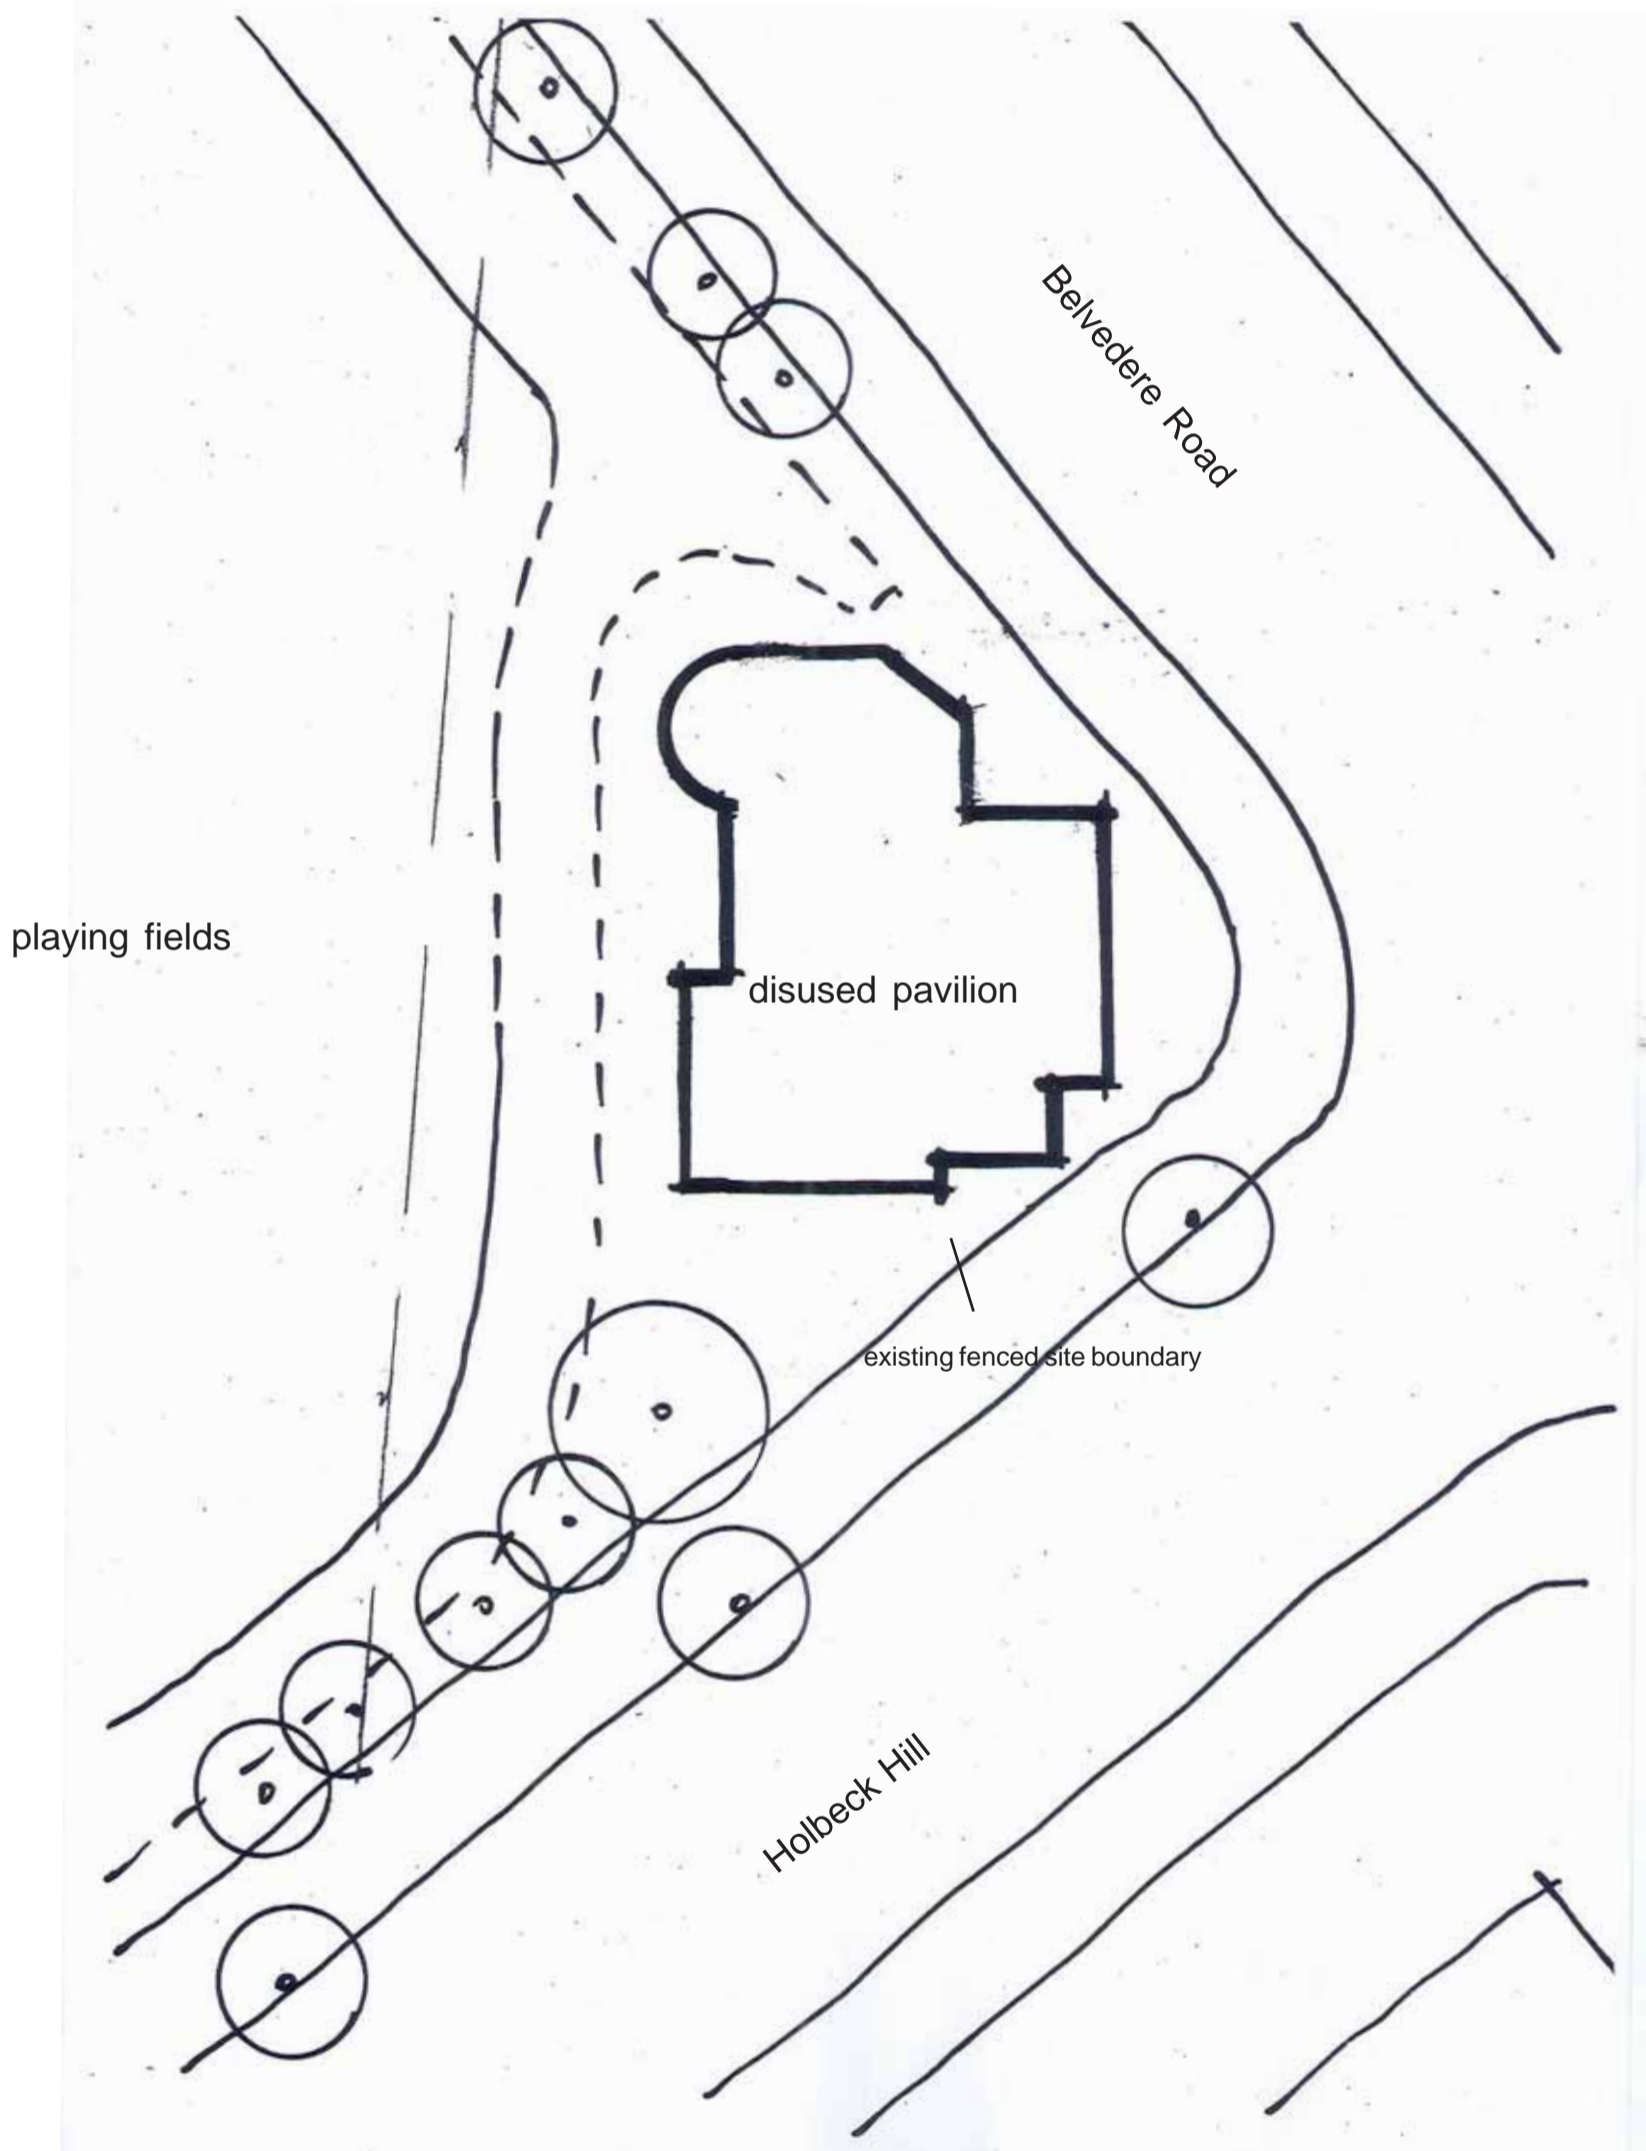 Belvedere Road
playing fields
disused pavilion
existing fenced site boundary
Holbeck Hill